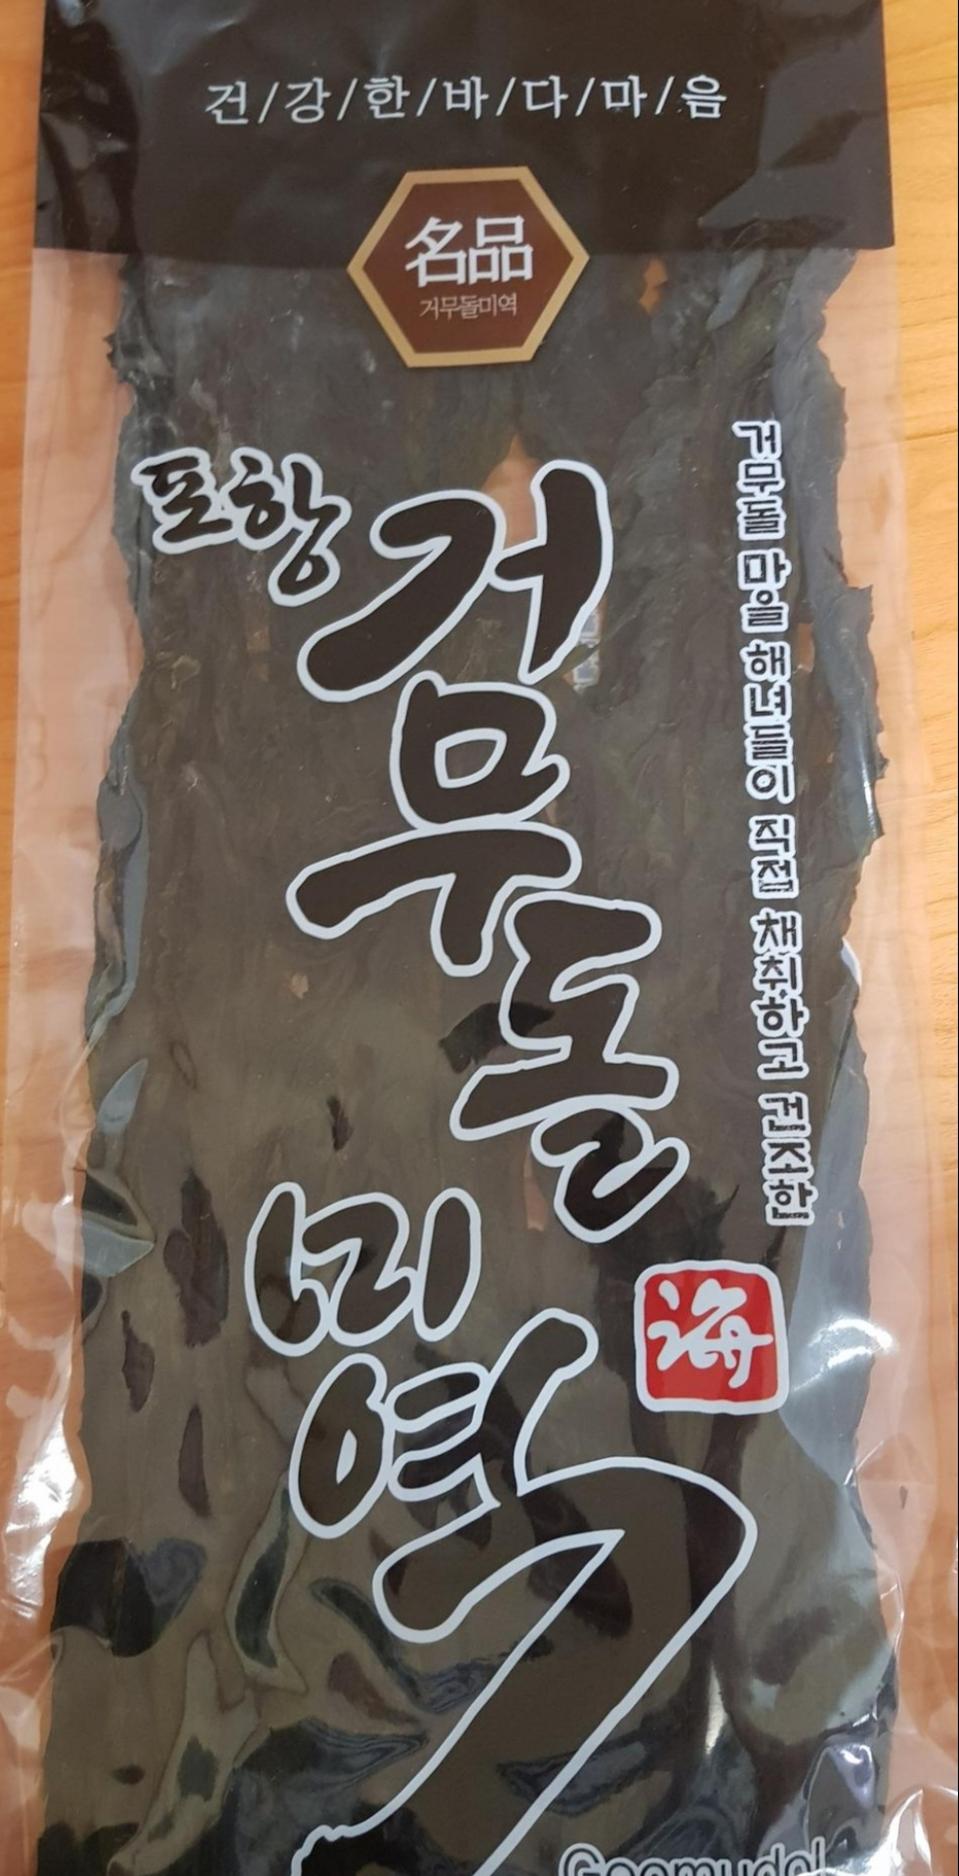 건/강/한/바/다/마/음
名品
거무돌미역
포항
거무돌
미역
거무돌 마을 해녀들이 직접 채취하고 건조한
海
Geomudol